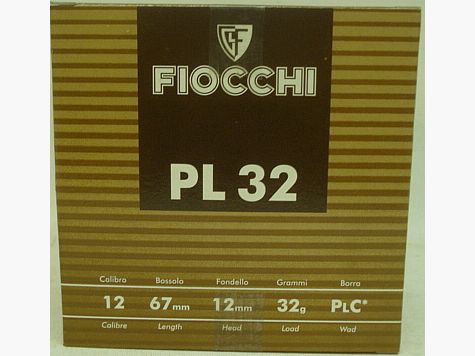 FIOCCHI
PL 32
Calibro Bossolo Fondello Grammi Borra
12 67mm 12mm 32g PLC*
Calibre Length Head Load Wad